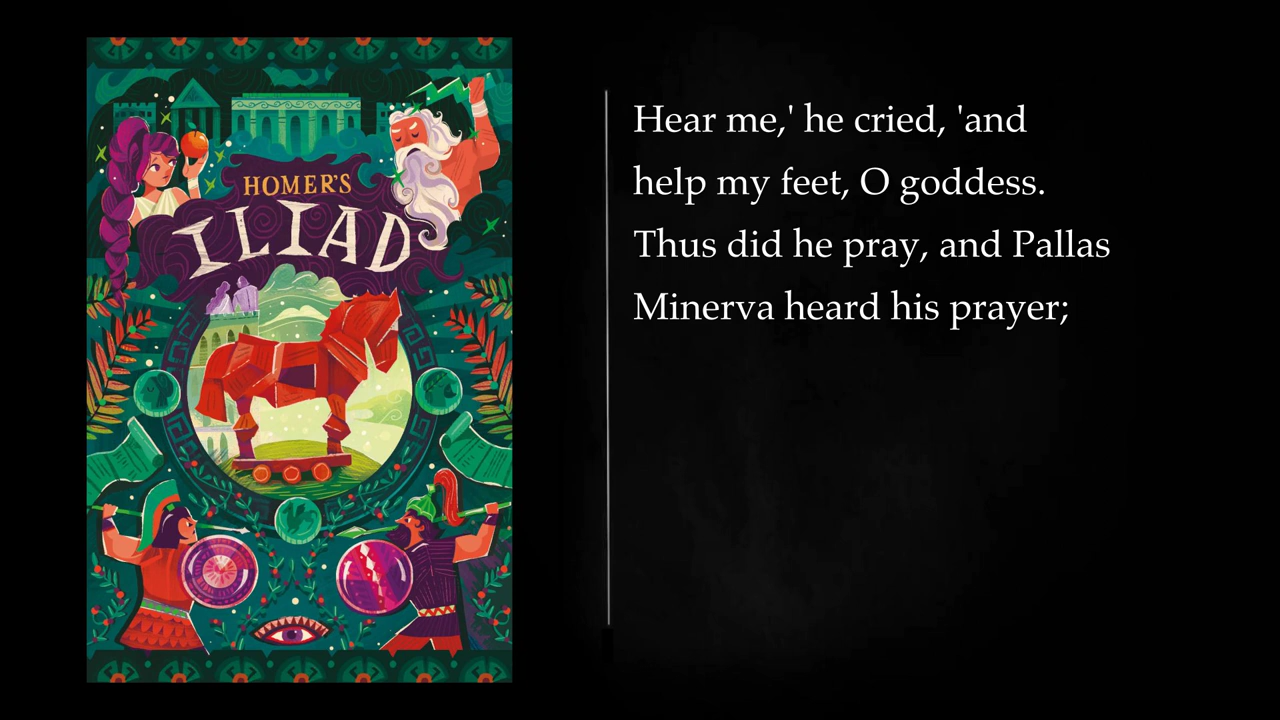 HOMER'S
ILIAD
Hear me,' he cried, 'and
help my feet, O goddess.
Thus did he pray, and Pallas
Minerva heard his prayer;